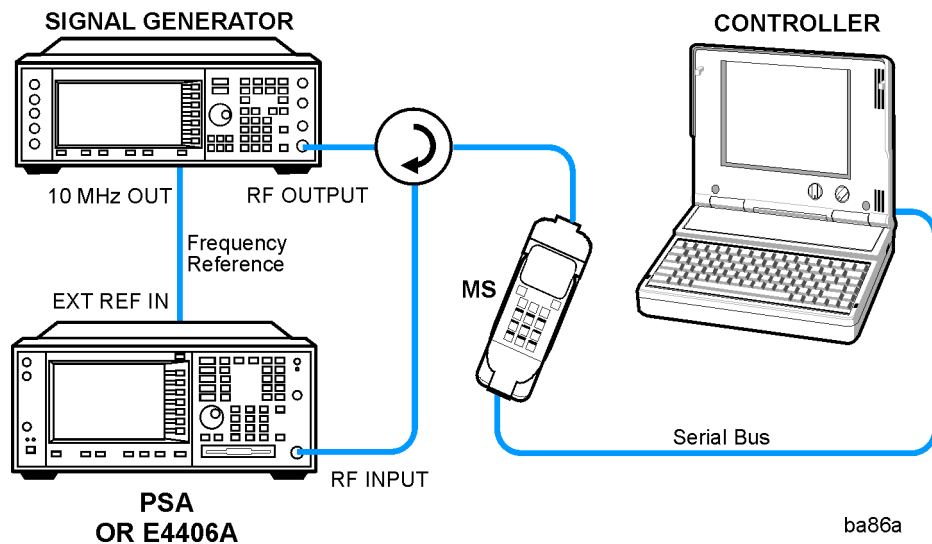 SIGNAL GENERATOR
CONTROLLER
10 MHz OUT
RF OUTPUT
Frequency
Reference
MS
EXT REF IN
Serial Bus
RF INPUT
PSA
OR E4406A
ba86a